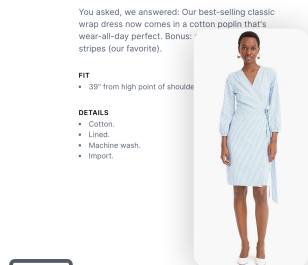 You asked, we answered: Our best-selling classic
wrap dress now comes in a cotton poplin that's
wear-all-day perfect. Bonus:
stripes (our favorite).
FIT
• 39" from high point of shoulde
DETAILS
• Cotton.
• Lined.
• Machine wash.
• Import.